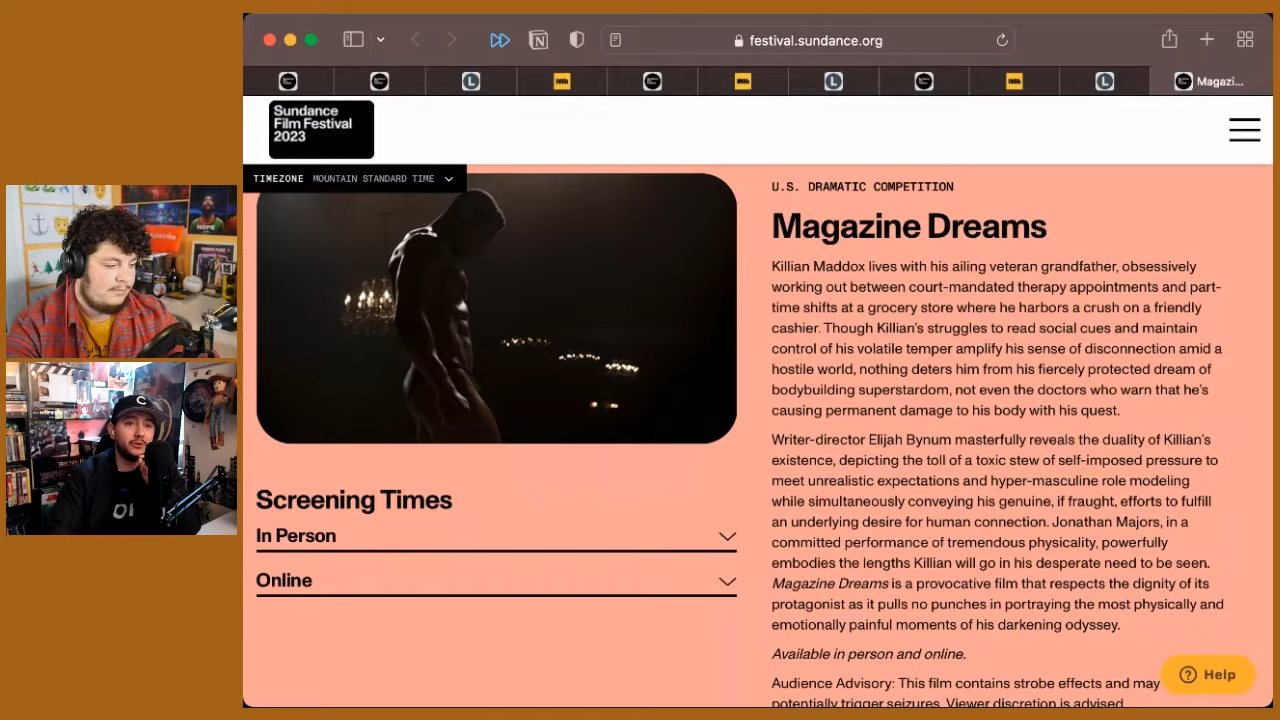 festival.sundance.org
Magazi...
Sundance
Film Festival
2023
TIMEZONE MOUNTAIN STANDARD TIME
U.S. DRAMATIC COMPETITION
Magazine Dreams
Killian Maddox lives with his ailing veteran grandfather, obsessively
working out between court-mandated therapy appointments and part-
time shifts at a grocery store where he harbors a crush on a friendly
cashier. Though Killian's struggles to read social cues and maintain
control of his volatile temper amplify his sense of disconnection amid a
hostile world, nothing deters him from his fiercely protected dream of
bodybuilding superstardom, not even the doctors who warn that he's
causing permanent damage to his body with his quest.
Writer-director Elijah Bynum masterfully reveals the duality of Killian's
existence, depicting the toll of a toxic stew of self-imposed pressure to
meet unrealistic expectations and hyper-masculine role modeling
while simultaneously conveying his genuine, if fraught, efforts to fulfill
an underlying desire for human connection. Jonathan Majors, in a
committed performance of tremendous physicality, powerfully
embodies the lengths Killian will go in his desperate need to be seen.
Magazine Dreams is a provocative film that respects the dignity of its
protagonist as it pulls no punches in portraying the most physically and
emotionally painful moments of his darkening odyssey.
Available in person and online.
Audience Advisory: This film contains strobe effects and may
potentially trigger seizures. Viewer discretion is advised
Screening Times
In Person
Online
Help
NOPE